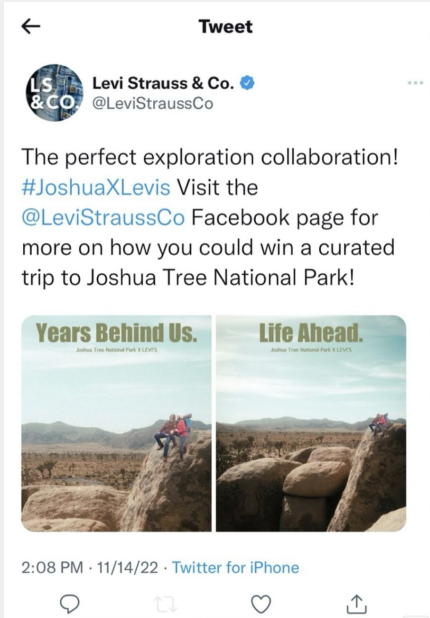 Tweet
LS
&CO.
Levi Strauss & Co.
@LeviStraussCo
The perfect exploration collaboration!
#JoshuaXLevis Visit the
@LeviStraussCo Facebook page for
more on how you could win a curated
trip to Joshua Tree National Park!
Years Behind Us.
Joshua Tree National Park X LEVI'S
Life Ahead.
Joshua Tree National Park X LEVI'S
2:08 PM · 11/14/22 · Twitter for iPhone